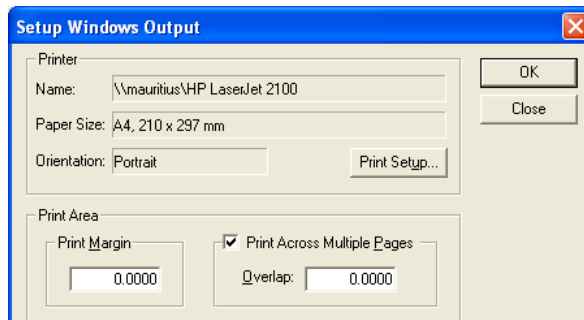 Setup Windows Output
Printer
Name: \\mauritius\HP LaserJet 2100
Paper Size: A4, 210 x 297 mm
Orientation: Portrait
Print Setup...
OK
Close
Print Area
Print Margin
0.0000
Print Across Multiple Pages
Overlap: 0.0000